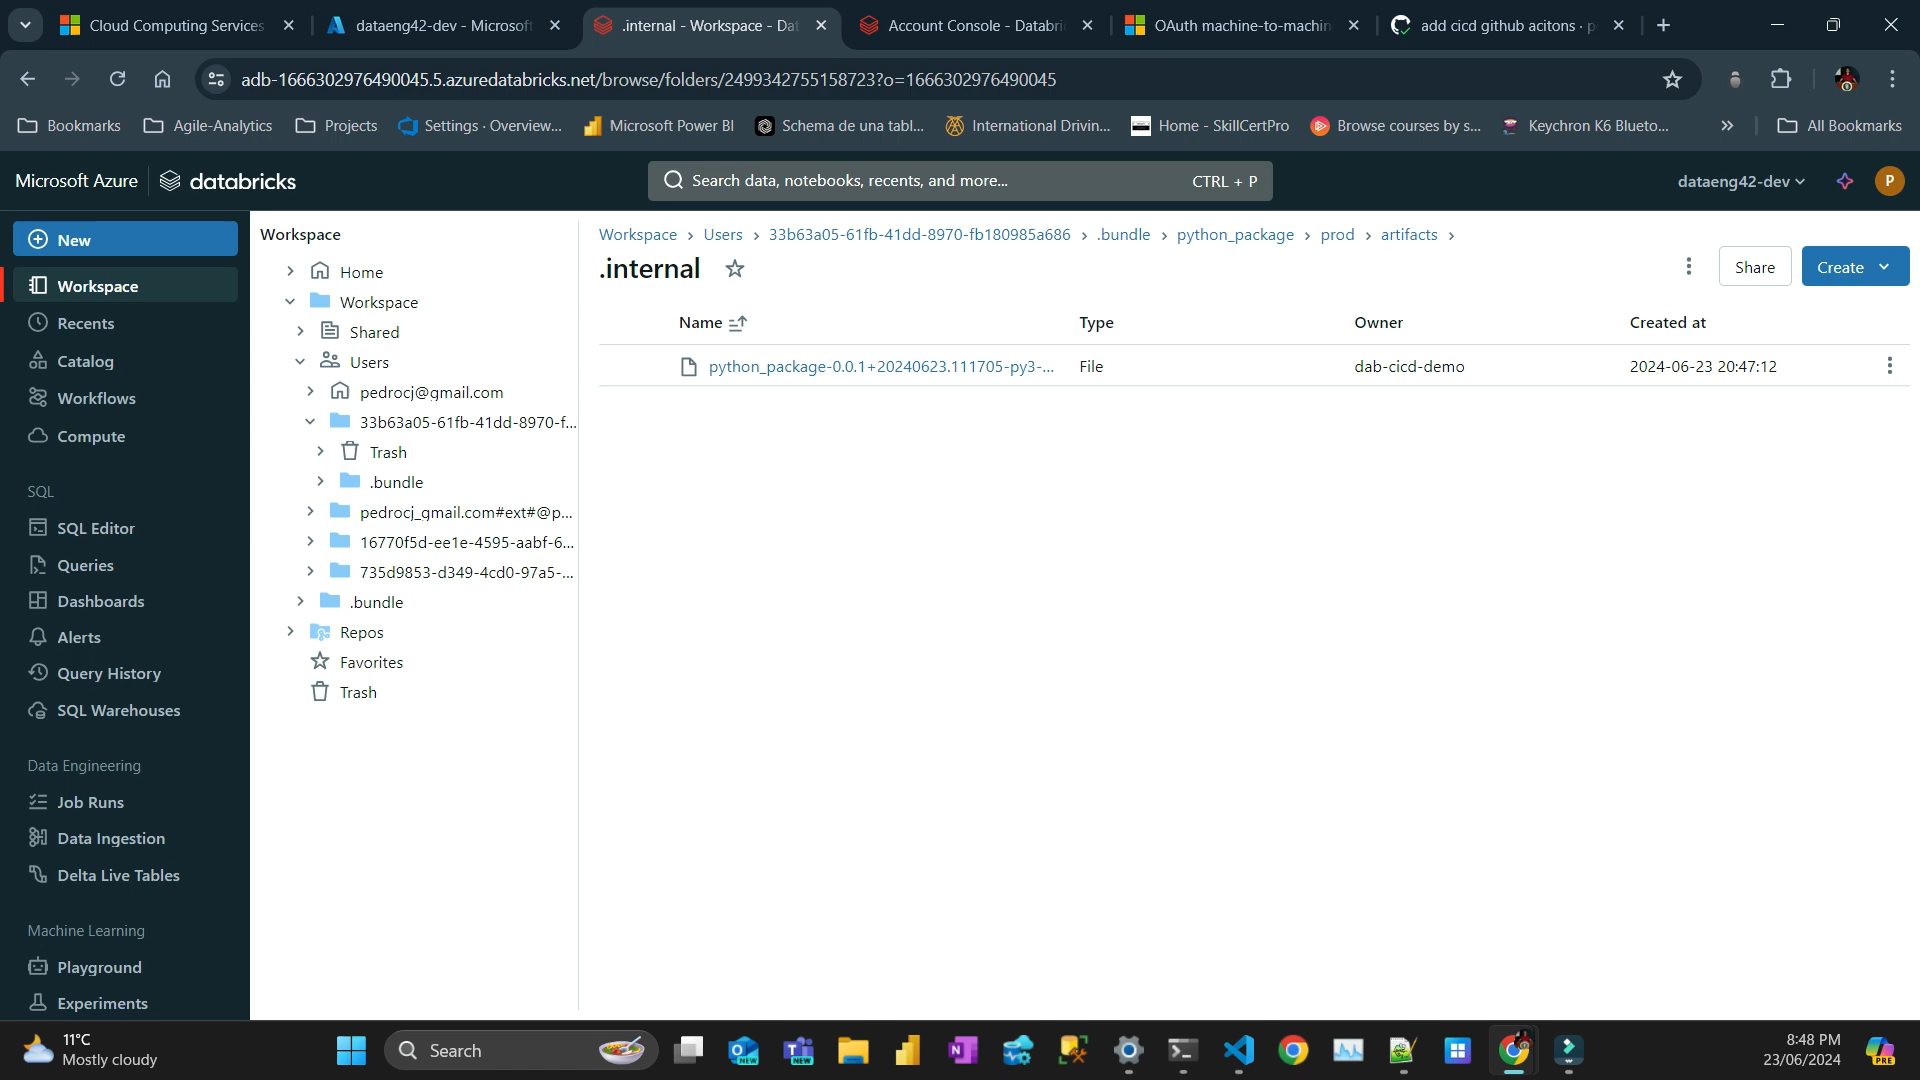 Cloud Computing Services
dataeng42-dev - Microsoft
.internal - Workspace - Dat
Account Console - Databri
OAuth machine-to-machin
add cicd github acitons · p
adb-1666302976490045.5.azuredatabricks.net/browse/folders/2499342755158723?o=1666302976490045
Bookmarks
Agile-Analytics
Projects
Settings · Overview...
Microsoft Power BI
Schema de una tabl...
International Drivin...
Home - SkillCertPro
Browse courses by s...
Keychron K6 Blueto...
All Bookmarks
Microsoft Azure
databricks
Search data, notebooks, recents, and more...
CTRL + P
dataeng42-dev
P
New
Workspace
Recents
Catalog
Workflows
Compute
SQL
SQL Editor
Queries
Dashboards
Alerts
Query History
SQL Warehouses
Data Engineering
Job Runs
Data Ingestion
Delta Live Tables
Machine Learning
Playground
Experiments
Workspace
Home
Workspace
Shared
Users
pedrocj@gmail.com
33b63a05-61fb-41dd-8970-f...
Trash
.bundle
pedrocj_gmail.com#ext#@p...
16770f5d-ee1e-4595-aabf-6...
735d9853-d349-4cd0-97a5-...
.bundle
Repos
Favorites
Trash
Workspace > Users > 33b63a05-61fb-41dd-8970-fb180985a686 > .bundle > python_package > prod > artifacts >
.internal
Share
Create
Name Type Owner Created at
python_package-0.0.1+20240623.111705-py3-... File dab-cicd-demo 2024-06-23 20:47:12
11°C
Mostly cloudy
Search
NEW
NEW
8:48 PM
23/06/2024
PRE